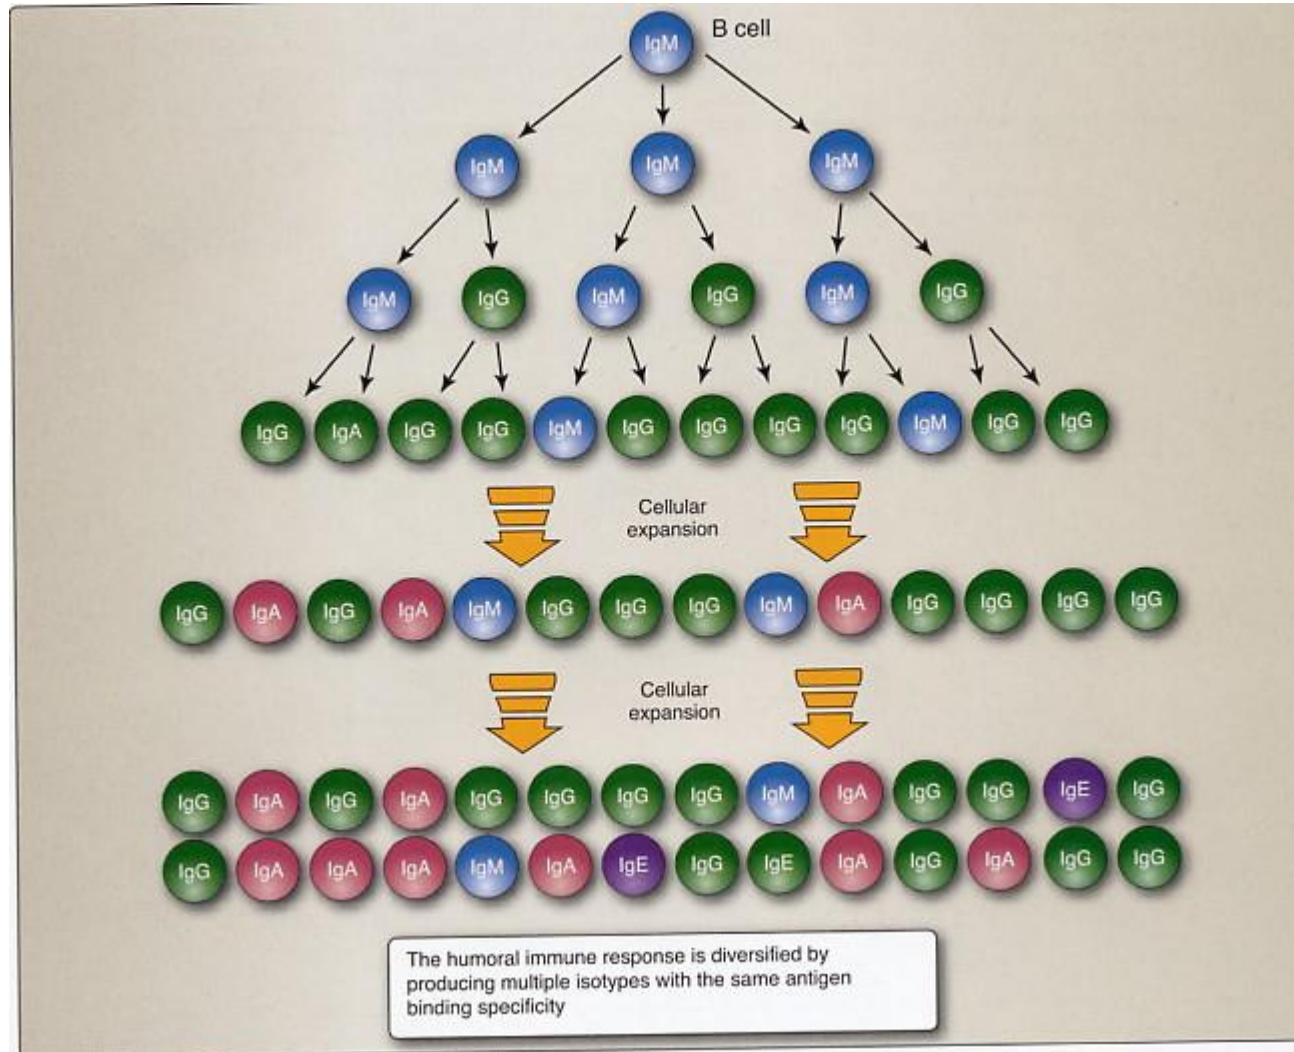 IgM B cell
IgM IgM IgM
IgM IgG IgM IgG IgM IgG
IgG IgA IgG IgG IgM IgG IgG IgG IgG IgM IgG IgG
Cellular
expansion
IgG IgA IgG IgA IgM IgG IgG IgG IgM IgA IgG IgG IgG IgG
Cellular
expansion
IgG IgA IgG IgA IgG IgG IgG IgG IgM IgA IgG IgG IgE IgG
IgG IgA IgA IgA IgM IgA IgE IgG IgE IgA IgG IgA IgG IgG
The humoral immune response is diversified by
producing multiple isotypes with the same antigen
binding specificity